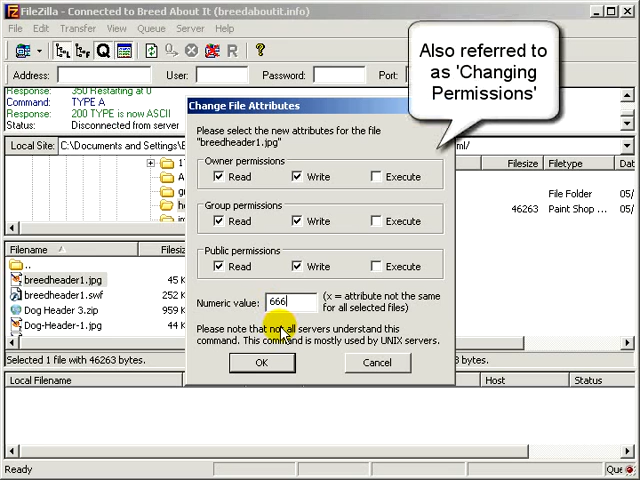 FileZilla - Connected to Breed About It (breedaboutit.info)
File Edit Transfer View Queue Server Help
Address: User: Password: Port:
Response: 350 Restarting at 0
Command: TYPE A
Response: 200 TYPE is now ASCII
Status: Disconnected from server
Also referred to
as 'Changing
Permissions'
Local Site: C:\Documents and Settings\
Change File Attributes
Please select the new attributes for the file
"breedheader1.jpg"
Owner permissions
Read Write Execute
Group permissions
Read Write Execute
Public permissions
Read Write Execute
Numeric value: 666 (x = attribute not the same
for all selected files)
Please note that not all servers understand this
command. This command is mostly used by UNIX servers.
OK Cancel
Filesize Filetype
File Folder 05/
46263 Paint Shop ... 05/
Filename Filesiz
..
breedheader1.jpg 45 K
breedheader1.swf 252 K
Dog Header 3.zip 959 K
Dog-Header-1.jpg
Selected 1 file with 46263 bytes.
Local Filename Host Status
Ready